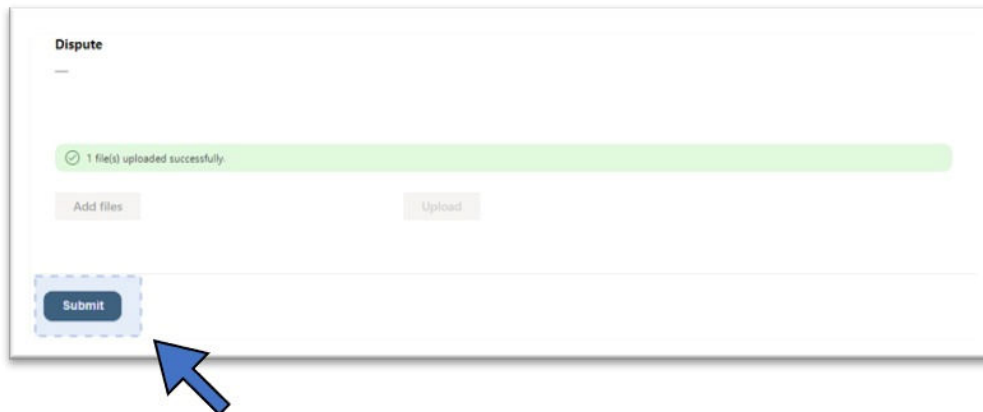 Dispute
—
1 file(s) uploaded successfully.
Add files
Upload
Submit